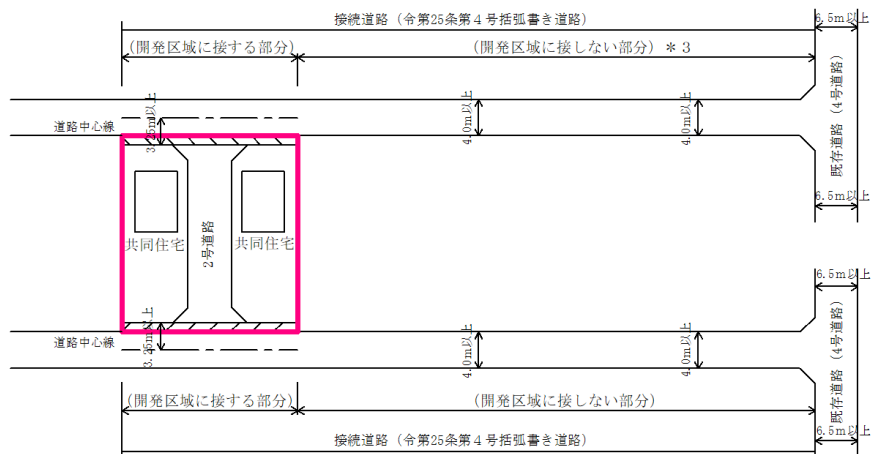 接続道路（令第25条第４号括弧書き道路）
6.5m以上
(開発区域に接する部分)
(開発区域に接しない部分)＊3
道路中心線
3.25m以上
4.0m以上
4.0m以上
既存道路（4号道路）
6.5m以上
共同住宅
2号道路
共同住宅
6.5m以上
道路中心線
3.25m以上
4.0m以上
4.0m以上
既存道路（4号道路）
(開発区域に接する部分)
(開発区域に接しない部分)
6.5m以上
接続道路（令第25条第４号括弧書き道路）